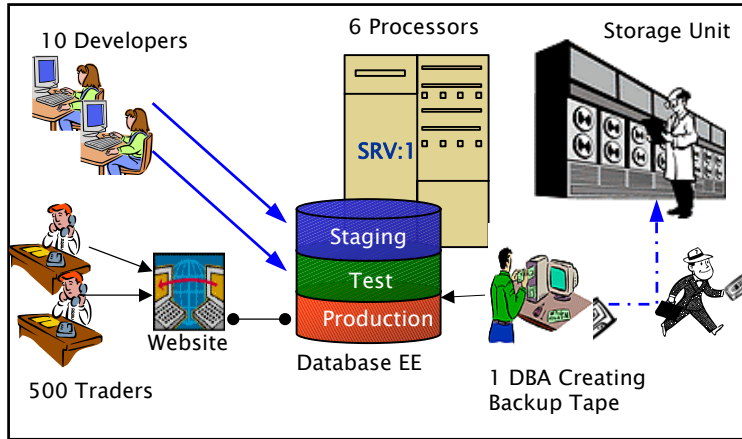 10 Developers
6 Processors
Storage Unit
SRV:1
Staging
Test
Production
Website
Database EE
500 Traders
1 DBA Creating
Backup Tape